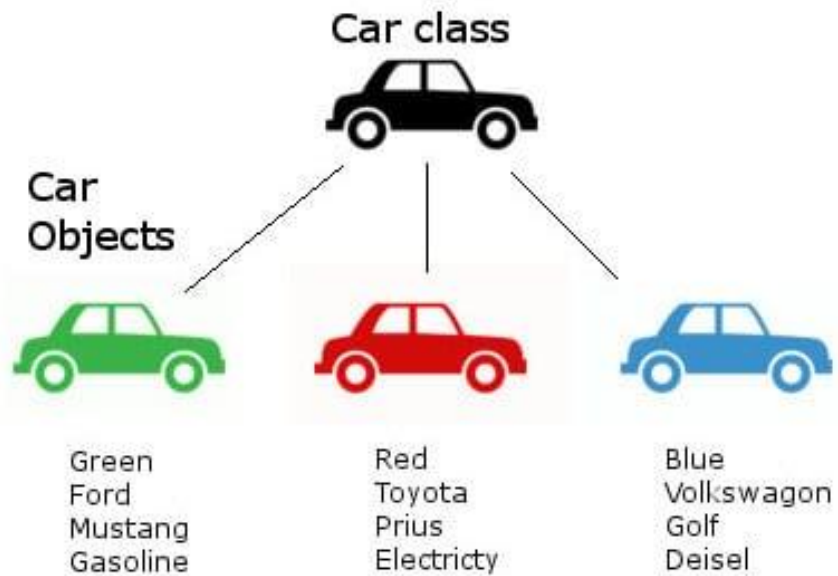 Car class
Car
Objects
Green
Ford
Mustang
Gasoline
Red
Toyota
Prius
Electricty
Blue
Volkswagon
Golf
Deisel